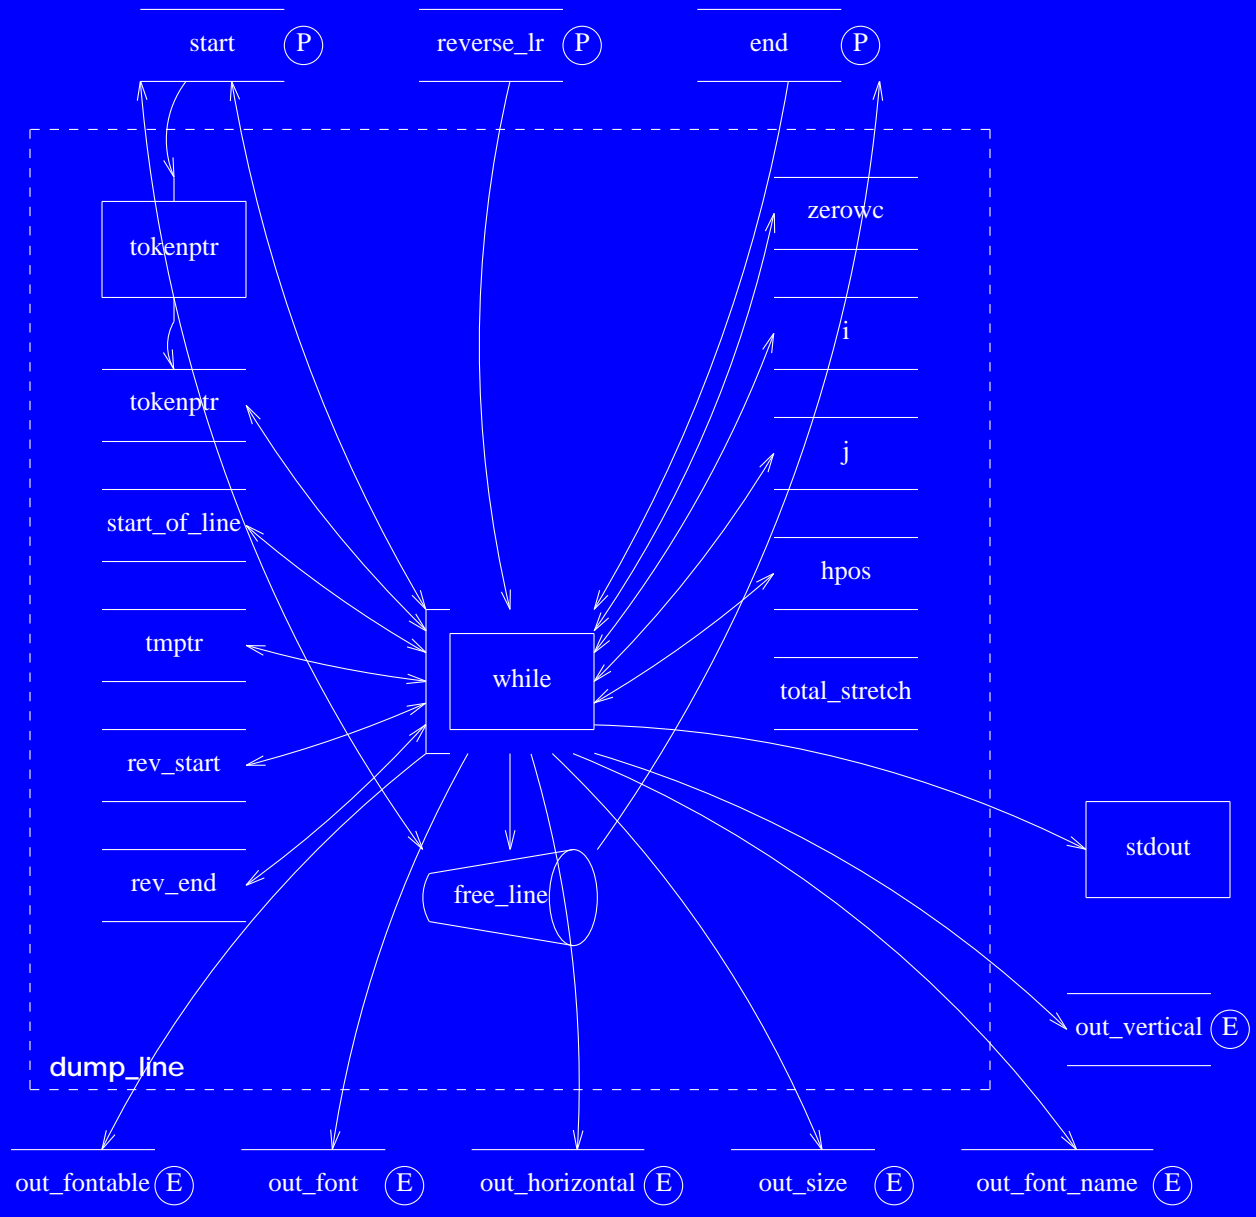 start P reverse_lr P end P
zerowc
tokenptr
i
tokenptr
j
start_of_line
hpos
tmptr
while
total_stretch
rev_start
stdout
rev_end
free_line
out_vertical E
dump_line
out_fontable E out_font E out_horizontal E out_size E out_font_name E